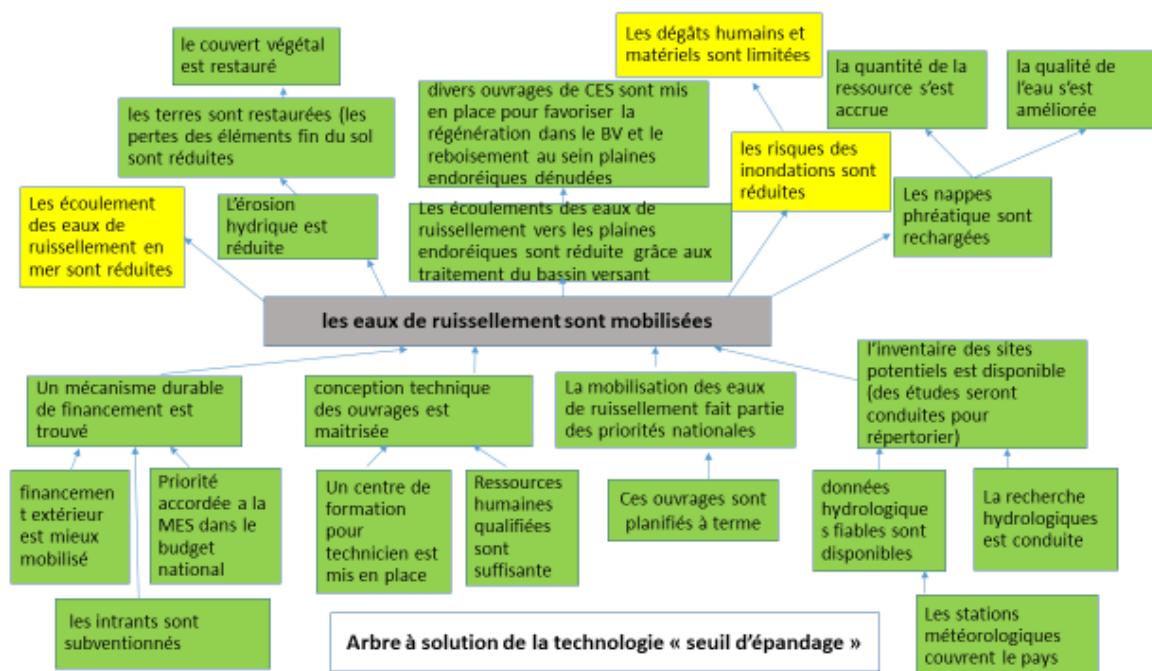 le couvert végétal
est restauré
Les dégâts humains et
matériels sont limitées
la quantité de la
ressource s'est
accrue
la qualité de
l'eau s'est
améliorée
les terres sont restaurées (les
pertes des éléments fin du sol
sont réduites
divers ouvrages de CES sont mis
en place pour favoriser la
régénération dans le BV et le
reboisement au sein plaines
endoréiques dénudées
les risques des
inondations sont
réduites
Les écoulement
des eaux de
ruissellement en
mer sont réduites
L'érosion
hydrique est
réduite
Les écoulements des eaux de
ruissellement vers les plaines
endoréiques sont réduite grâce aux
traitement du bassin versant
Les nappes
phréatique sont
rechargées
les eaux de ruissellement sont mobilisées
Un mécanisme durable
de financement est
trouvé
conception technique
des ouvrages est
maitrisée
La mobilisation des eaux
de ruissellement fait partie
des priorités nationales
l'inventaire des sites
potentiels est disponible
(des études seront
conduites pour
répertorier)
financemen
t extérieur
est mieux
mobilisé
Priorité
accordée a la
MES dans le
budget
national
Un centre de
formation
pour
technicien est
mis en place
Ressources
humaines
qualifiées
sont
suffisante
Ces ouvrages sont
planifiés à terme
données
hydrologique
s fiables sont
disponibles
La recherche
hydrologiques
est conduite
les intrants sont
subventionnés
Les stations
météorologiques
couvrent le pays
Arbre à solution de la technologie « seuil d'épandage »